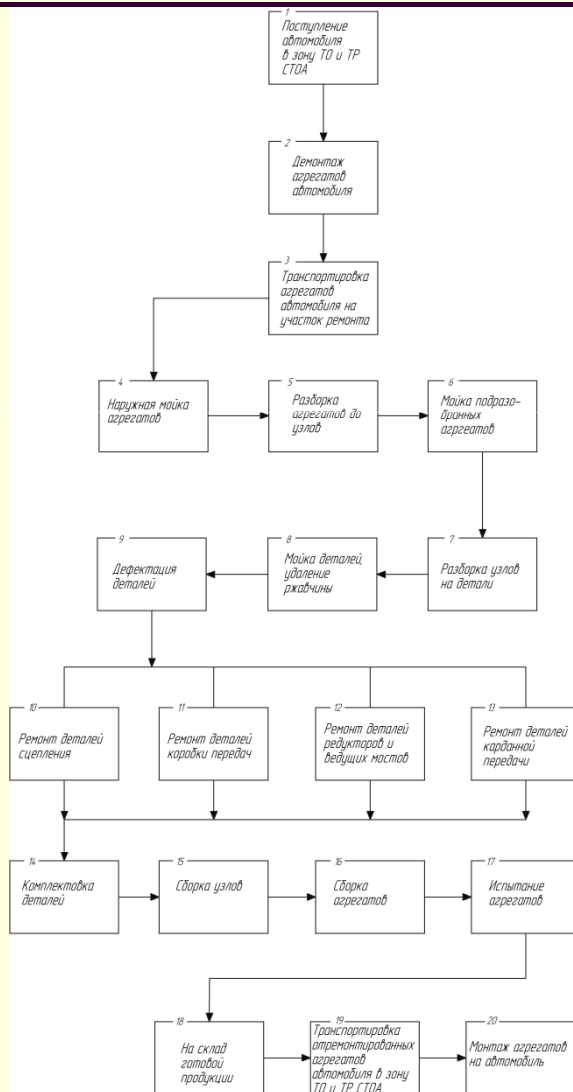 1
Поступление
автомобиля
в зону ТО и ТР
СТОА
2
Демонтаж
агрегатов
автомобиля
3
Транспортировка
агрегатов
автомобиля на
участок ремонта
4
Наружная мойка
агрегатов
5
Разборка
агрегатов до
узлов
6
Мойка подразо-
бранных
агргеатов
7
Разборка узлов
на детали
8
Мойка деталей,
удаление
ржавчины
9
Дефектация
деталей
10
Ремонт деталей
сцепления
11
Ремонт деталей
коробки передач
12
Ремонт деталей
редукторов и
ведущих мостов
13
Ремонт деталей
карданной
передачи
14
Комплектовка
деталей
15
Сборка узлов
16
Сборка
агрегатов
17
Испытание
агрегатов
18
На склад
готовой
продукции
19
Транспортировка
отремонтированных
агрегатов
автомобиля в зону
ТО и ТР СТОА
20
Монтаж агрегатов
на автомобиль